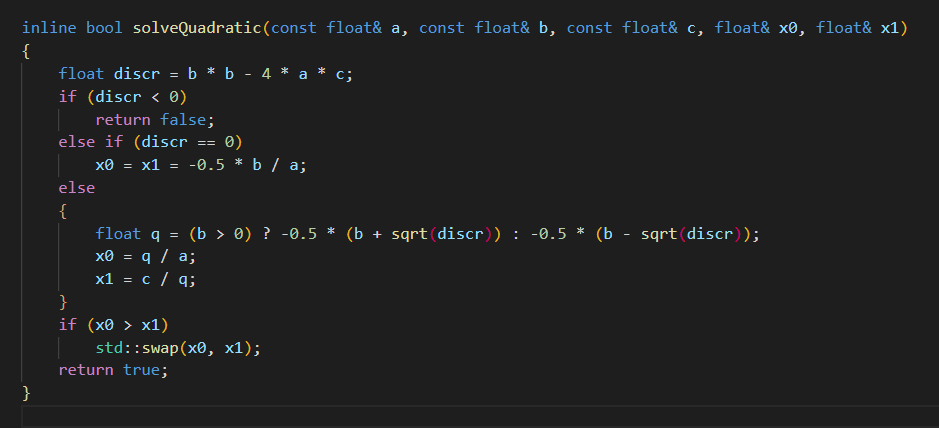 inline bool solveQuadratic(const float& a, const float& b, const float& c, float& x0, float& x1)
{
    float discr = b * b - 4 * a * c;
    if (discr < 0)
        return false;
    else if (discr == 0)
        x0 = x1 = -0.5 * b / a;
    else
    {
        float q = (b > 0) ? -0.5 * (b + sqrt(discr)) : -0.5 * (b - sqrt(discr));
        x0 = q / a;
        x1 = c / q;
    }
    if (x0 > x1)
        std::swap(x0, x1);
    return true;
}